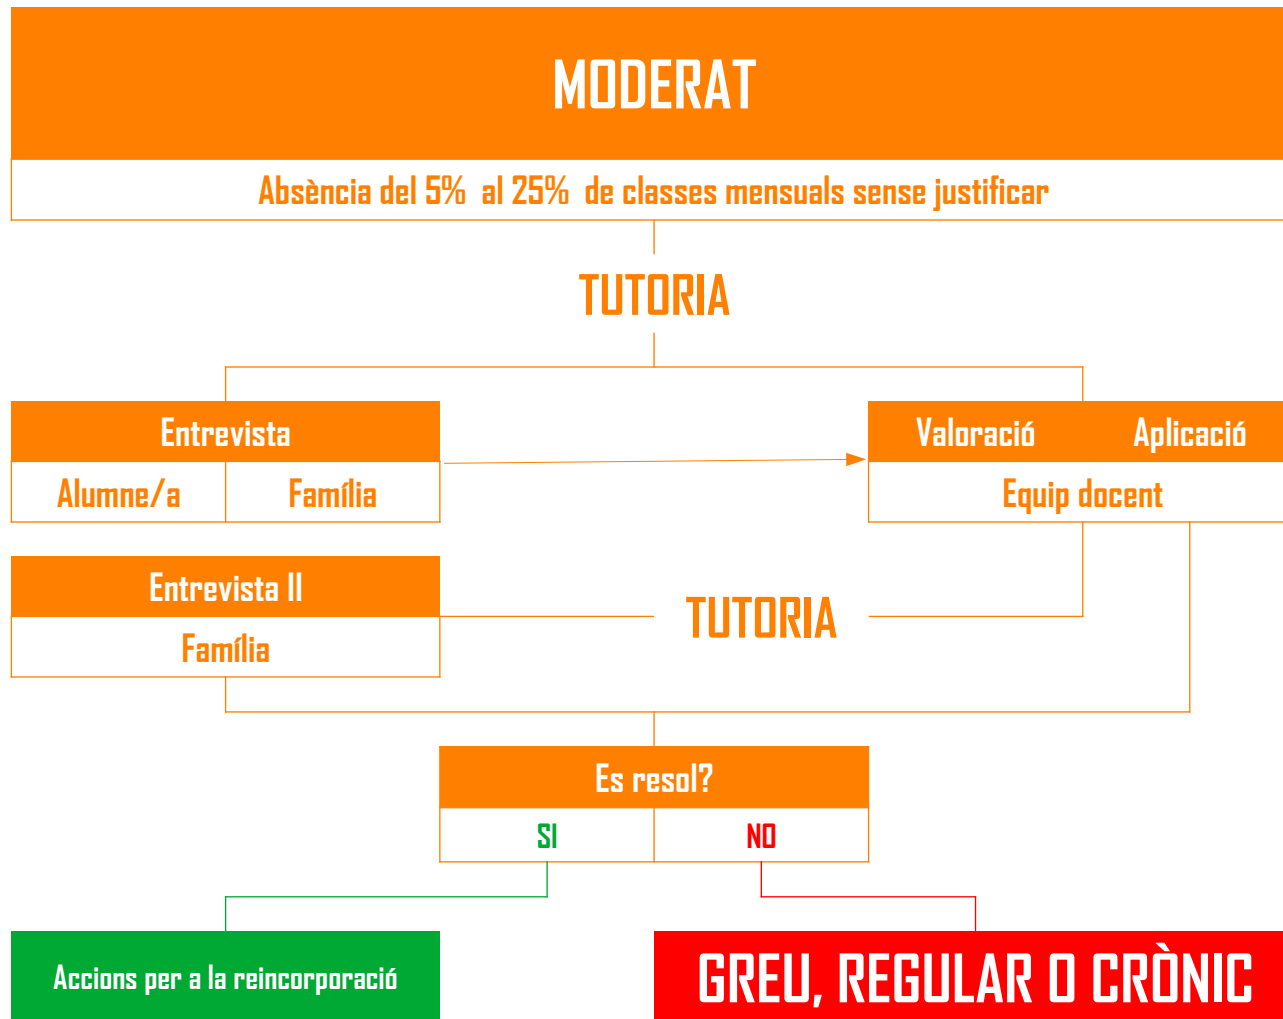 MODERAT
Absència del 5% al 25% de classes mensuals sense justificar
TUTORIA
Entrevista
Alumne/a Família
Valoració Aplicació
Equip docent
Entrevista II
Família
TUTORIA
Es resol?
SI NO
Accions per a la reincorporació
GREU, REGULAR O CRÒNIC